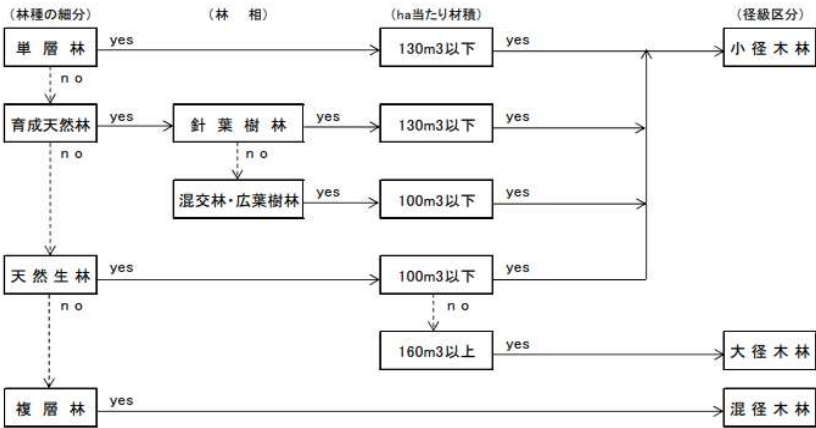 (林種の細分) (林 相) (ha当たり材積) (径級区分)
単 層 林 yes 130m3以下 yes 小 径 木 林
no
育成天然林 yes 針 葉 樹 林 yes 130m3以下 yes
no no
混交林・広葉樹林 yes 100m3以下 yes
天 然 生 林 yes 100m3以下 yes
no no
160m3以上 yes 大 径 木 林
複 層 林 yes 混 径 木 林